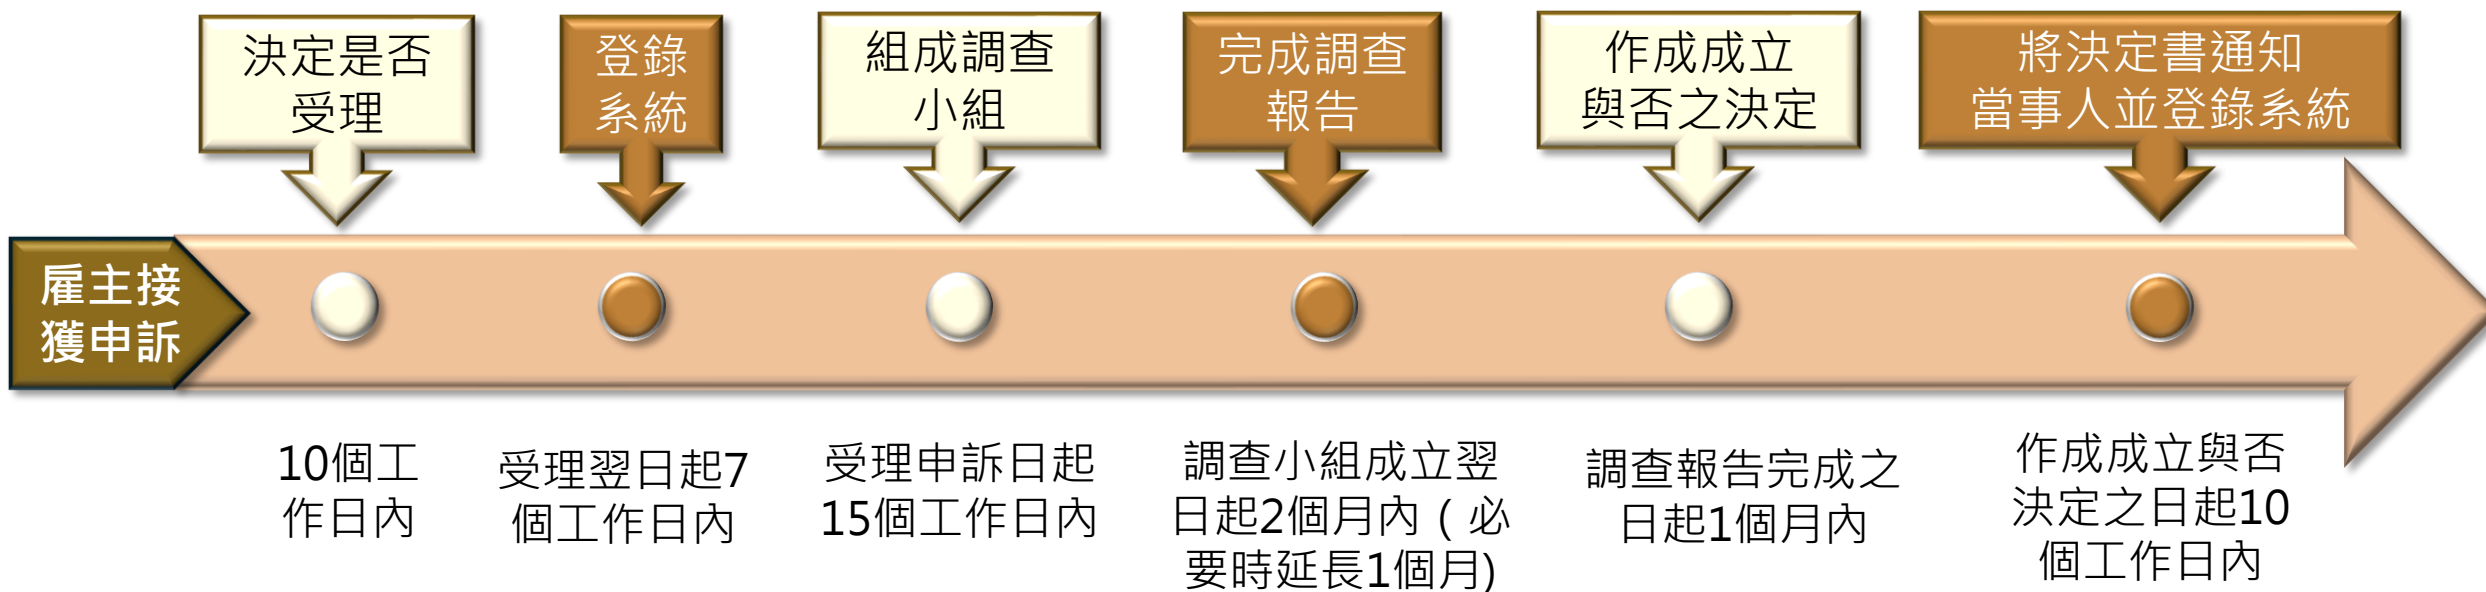 決定是否
受理
登錄
系統
組成調查
小組
完成調查
報告
作成成立
與否之決定
將決定書通知
當事人並登錄系統
雇主接
獲申訴
10個工
作日內
受理翌日起7
個工作日內
受理申訴日起
15個工作日內
調查小組成立翌
日起2個月內（必
要時延長1個月)
調查報告完成之
日起1個月內
作成成立與否
決定之日起10
個工作日內